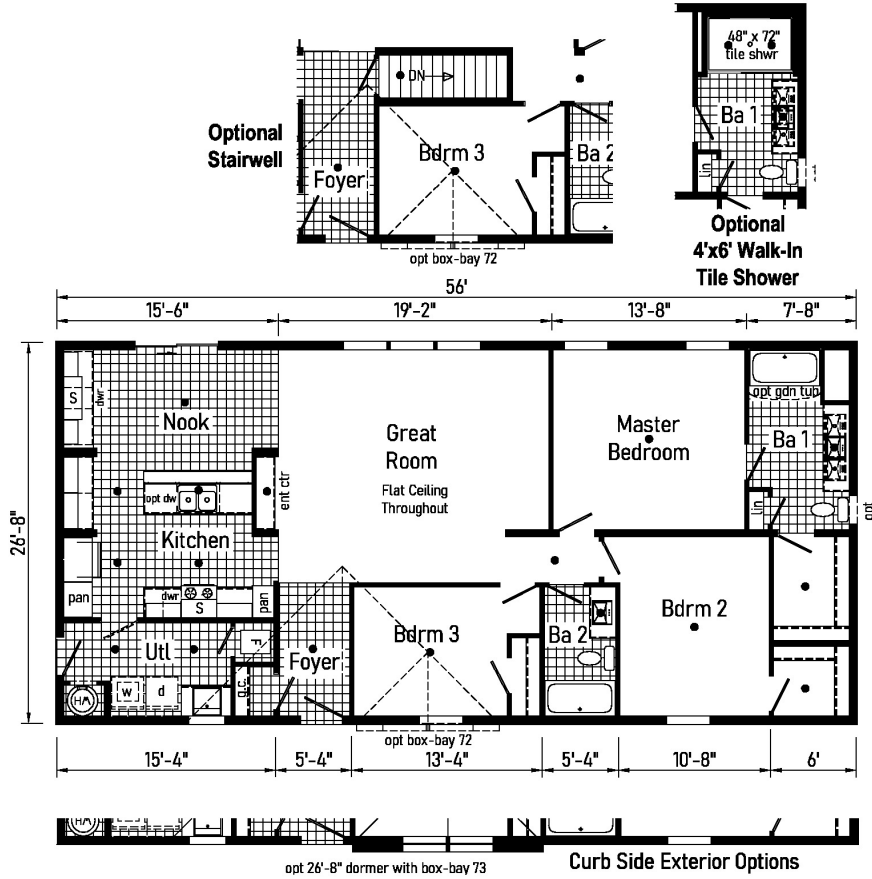 48" x 72"
tile shwr
DN
Ba 1
Optional
Stairwell
Bdrm 3
Ba 2
Foyer
lin
opt box-bay 72
Optional
4'x6' Walk-In
Tile Shower
56'
15'-6"
19'-2"
13'-8"
7'-8"
S
dwr
Nook
Great
Room
Master
Bedroom
opt gdn tub
Ba 1
Flat Ceiling
Throughout
ent ctr
opt dw
lin
opt
26'-8"
Kitchen
pan
dwr
S
pan
Bdrm 2
Bdrm 3
Ba 2
Utl
F
Foyer
g.c.
W
d
opt box-bay 72
15'-4"
5'-4"
13'-4"
5'-4"
10'-8"
6'
opt 26'-8" dormer with box-bay 73
Curb Side Exterior Options